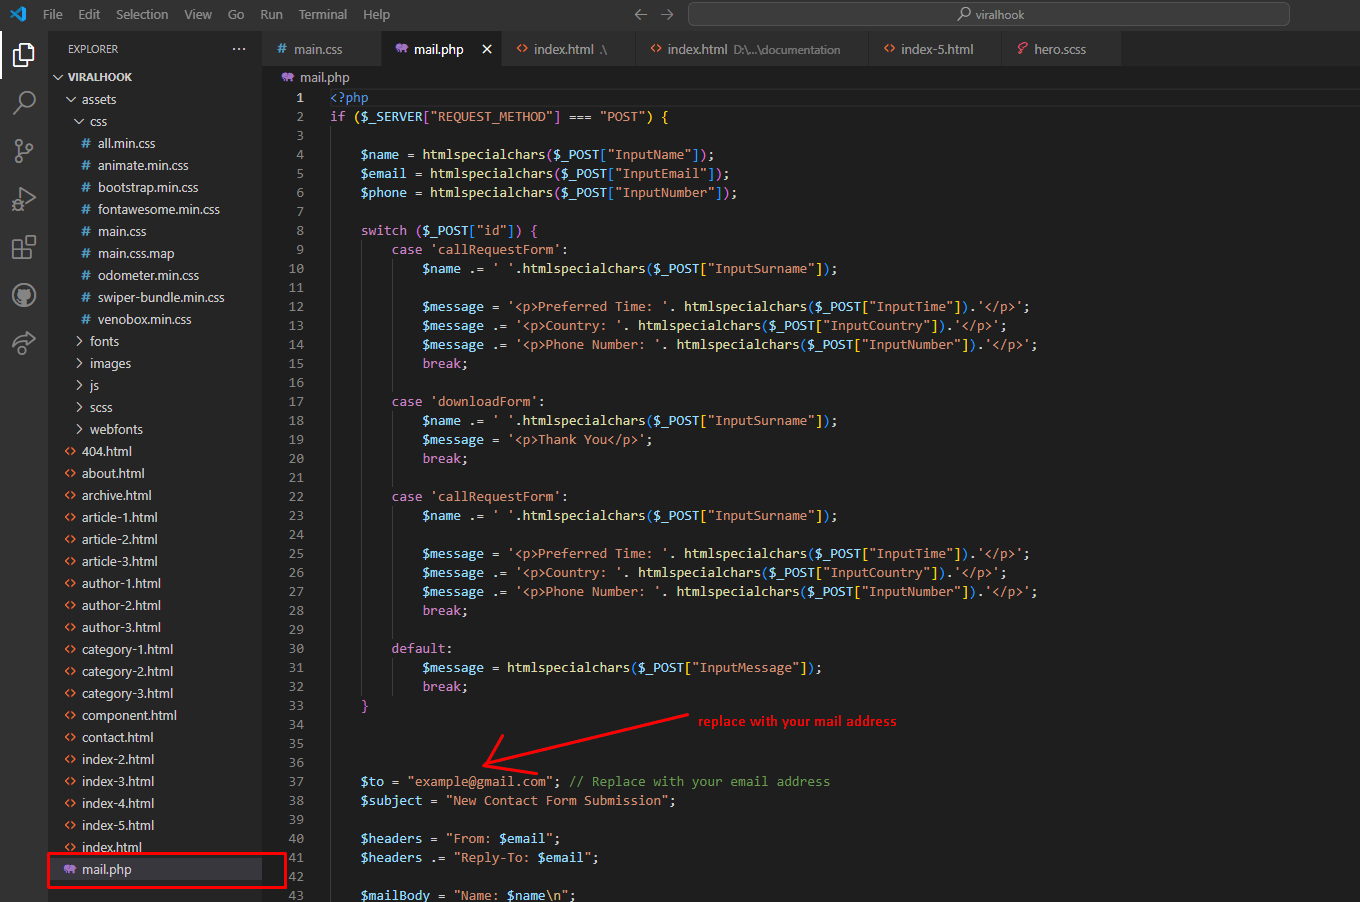 File Edit Selection View Go Run Terminal Help
viralhook
EXPLORER
main.css
mail.php
index.html .\
index.html D:\...\documentation
index-5.html
hero.scss
VIRALHOOK
assets
css
# all.min.css
# animate.min.css
# bootstrap.min.css
# fontawesome.min.css
# main.css
# main.css.map
# odometer.min.css
# swiper-bundle.min.css
# venobox.min.css
fonts
images
js
scss
webfonts
404.html
about.html
archive.html
article-1.html
article-2.html
article-3.html
author-1.html
author-2.html
author-3.html
category-1.html
category-2.html
category-3.html
component.html
contact.html
index-2.html
index-3.html
index-4.html
index-5.html
index.html
mail.php
mail.php
1 <?php
2 if ($_SERVER["REQUEST_METHOD"] === "POST") {
3
4 $name = htmlspecialchars($_POST["InputName"]);
5 $email = htmlspecialchars($_POST["InputEmail"]);
6 $phone = htmlspecialchars($_POST["InputNumber"]);
7
8 switch ($_POST["id"]) {
9 case 'callRequestForm':
10 $name .= ' '.htmlspecialchars($_POST["InputSurname"]);
11
12 $message = '<p>Preferred Time: '. htmlspecialchars($_POST["InputTime"]).'</p>';
13 $message .= '<p>Country: '. htmlspecialchars($_POST["InputCountry"]).'</p>';
14 $message .= '<p>Phone Number: '. htmlspecialchars($_POST["InputNumber"]).'</p>';
15 break;
16
17 case 'downloadForm':
18 $name .= ' '.htmlspecialchars($_POST["InputSurname"]);
19 $message = '<p>Thank You</p>';
20 break;
21
22 case 'callRequestForm':
23 $name .= ' '.htmlspecialchars($_POST["InputSurname"]);
24
25 $message = '<p>Preferred Time: '. htmlspecialchars($_POST["InputTime"]).'</p>';
26 $message .= '<p>Country: '. htmlspecialchars($_POST["InputCountry"]).'</p>';
27 $message .= '<p>Phone Number: '. htmlspecialchars($_POST["InputNumber"]).'</p>';
28 break;
29
30 default:
31 $message = htmlspecialchars($_POST["InputMessage"]);
32 break;
33 }
34
replace with your mail address
35
36
37 $to = "example@gmail.com"; // Replace with your email address
38 $subject = "New Contact Form Submission";
39
40 $headers = "From: $email";
41 $headers .= "Reply-To: $email";
42
43 $mailBody = "Name: $name\n";